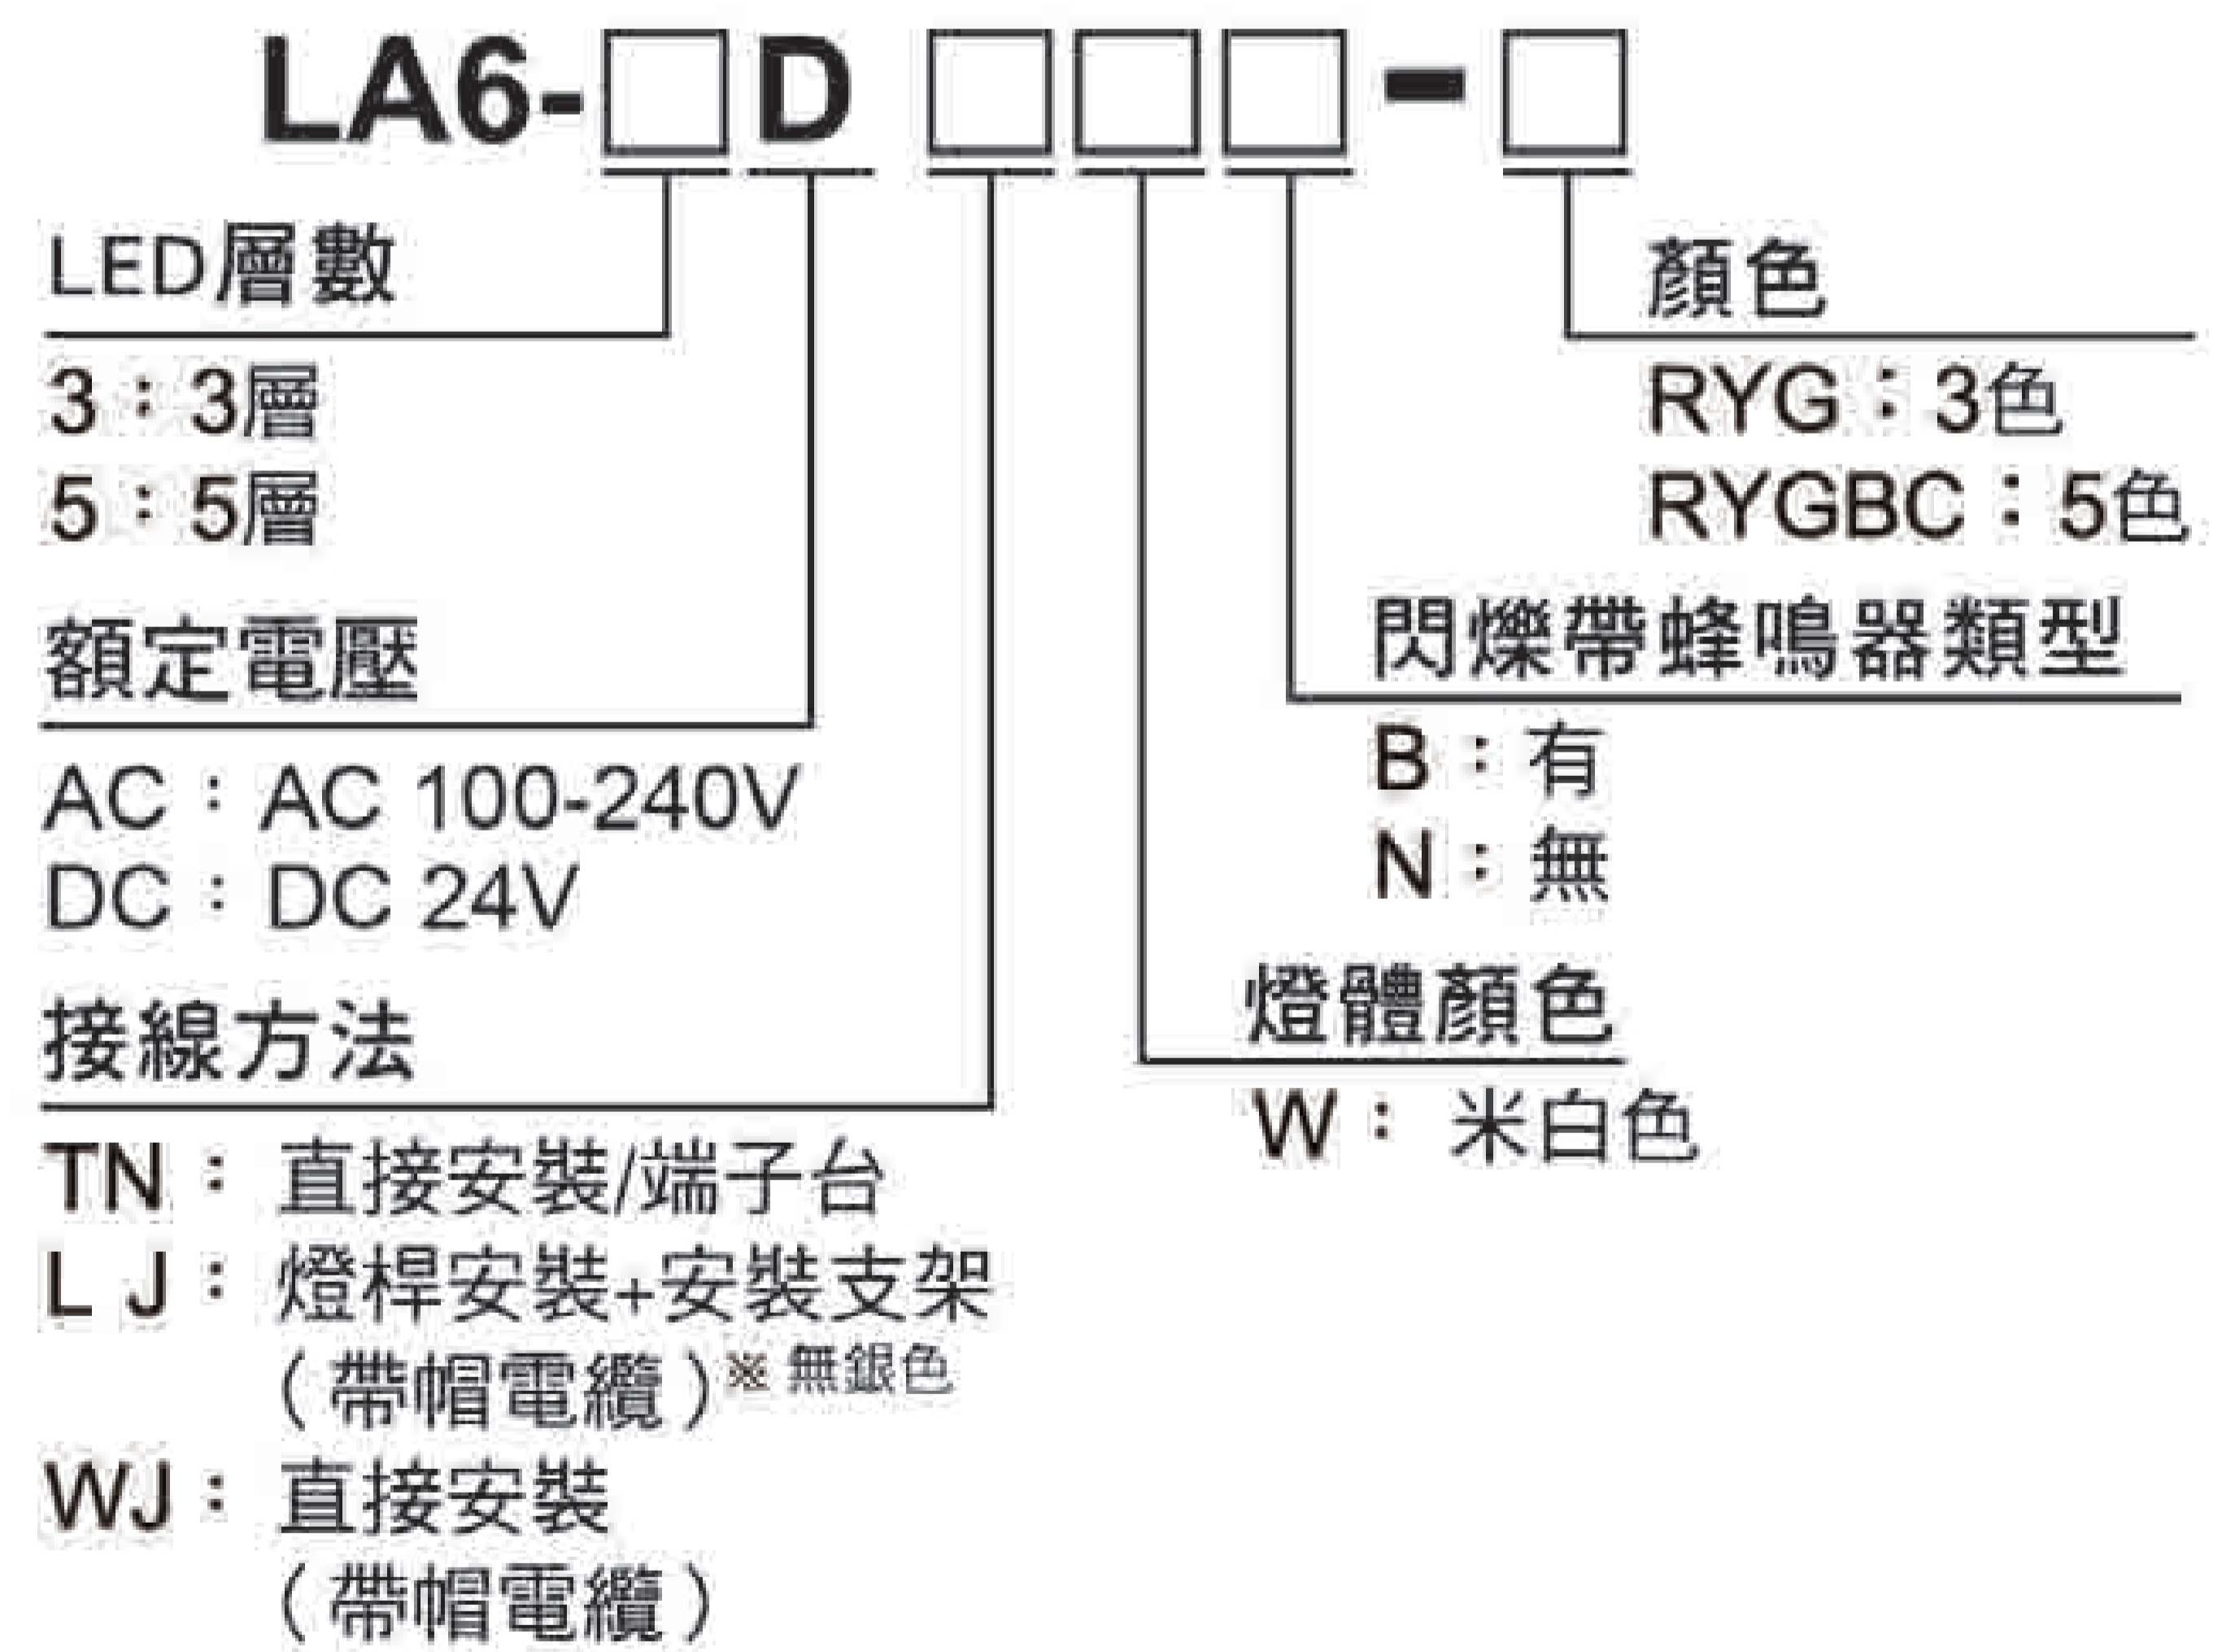 LA6-□D □□□-□
LED層數
3：3層
5：5層
額定電壓
AC：AC 100-240V
DC：DC 24V
接線方法
TN：直接安裝/端子台
LJ：燈桿安裝+安裝支架
（帶帽電纜）※無銀色
WJ：直接安裝
（帶帽電纜）
顏色
RYG：3色
RYGBC：5色
閃爍帶蜂鳴器類型
B：有
N：無
燈體顏色
W：米白色